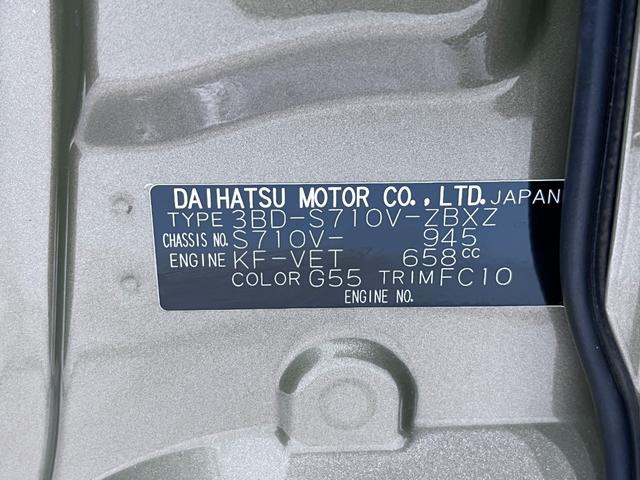 DAIHATSU MOTOR CO., LTD. JAPAN
TYPE 3BD-S710V-ZBXZ
CHASSIS NO. S710V- 945
ENGINE KF-VET 658cc
COLOR G55 TRIM FC10
ENGINE NO.